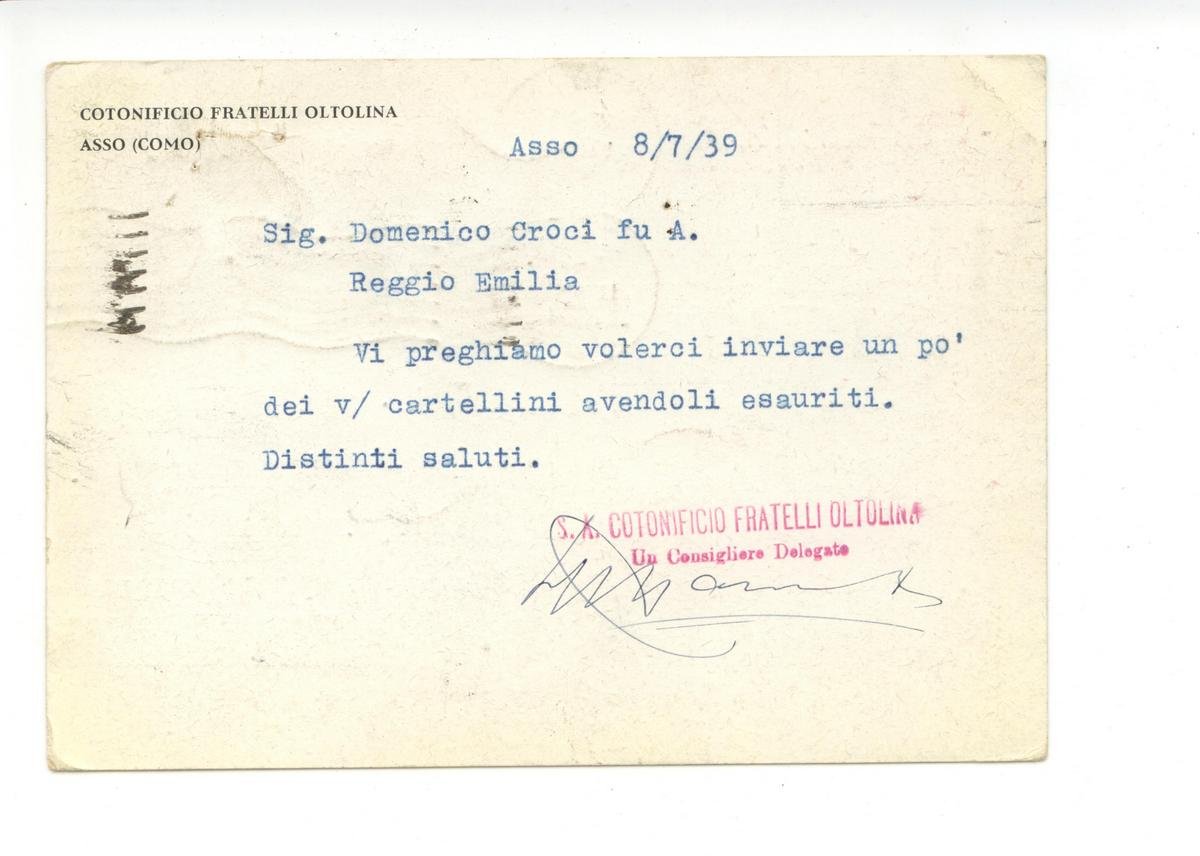 COTONIFICIO FRATELLI OLTOLINA
ASSO (COMO)
Asso 8/7/39
Sig. Domenico Croci fu A.
Reggio Emilia
Vi preghiamo volerci inviare un po'
dei v/ cartellini avendoli esauriti.
Distinti saluti.
S. A. COTONIFICIO FRATELLI OLTOLINA
Un Consigliere Delegato